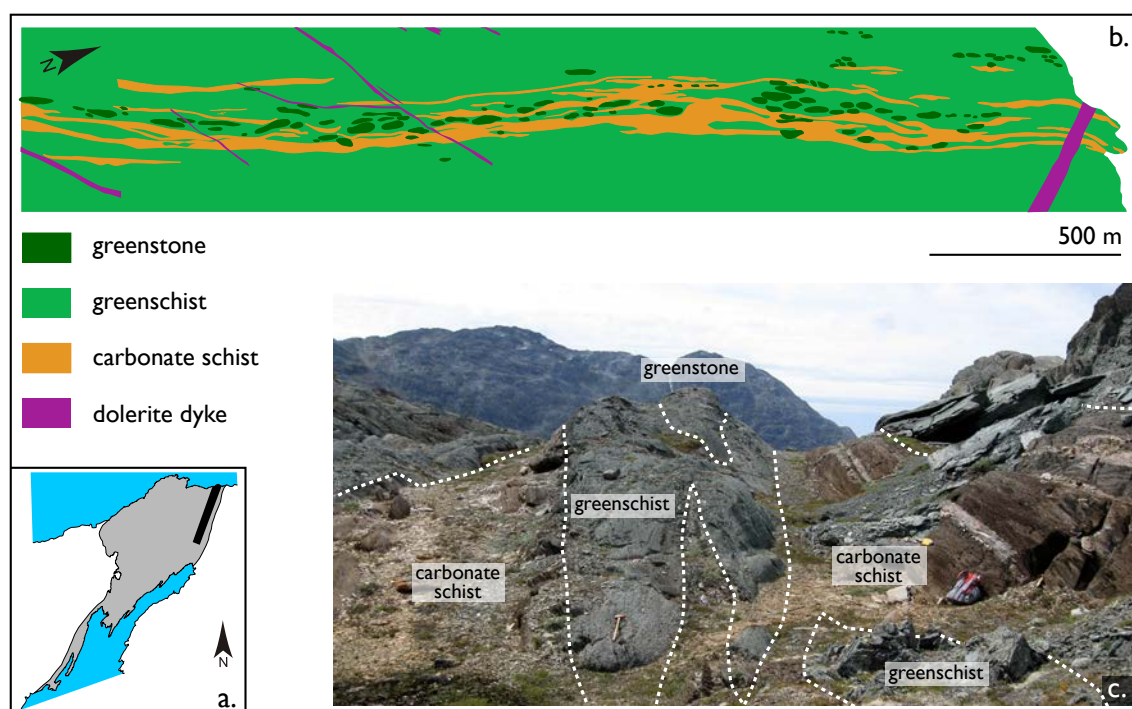 b.
N
500 m
greenstone
greenschist
carbonate schist
dolerite dyke
N
a.
greenstone
greenschist
carbonate
schist
carbonate
schist
greenschist
c.